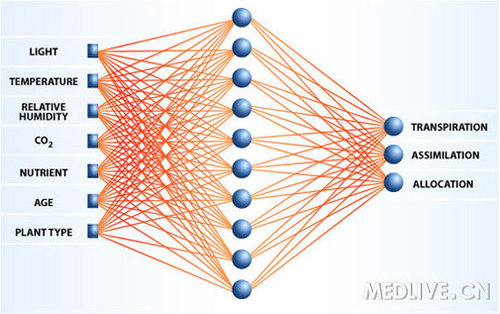 LIGHT
TEMPERATURE
RELATIVE
HUMIDITY
CO₂
NUTRIENT
AGE
PLANT TYPE
TRANSPIRATION
ASSIMILATION
ALLOCATION
MEDLIVE.CN